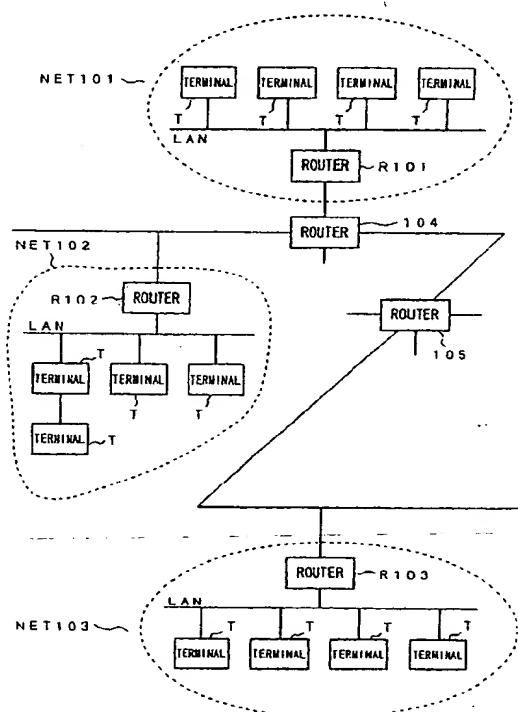 NET101
TERMINAL TERMINAL TERMINAL TERMINAL
T T T T
LAN
ROUTER R101
ROUTER 104
NET102
R102 ROUTER
ROUTER
105
LAN
T
TERMINAL TERMINAL TERMINAL
T T
TERMINAL T
ROUTER R103
LAN
T T T T
NET103
TERMINAL TERMINAL TERMINAL TERMINAL